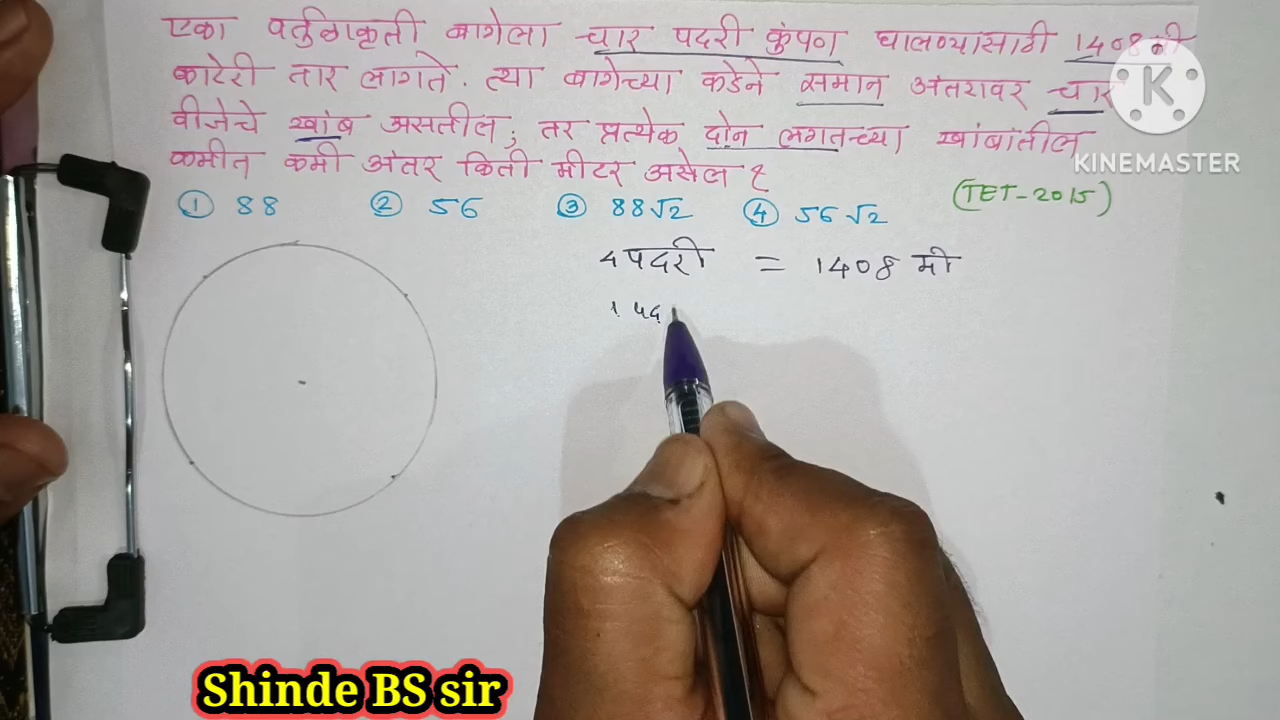 एका वर्तुळाकृती बागेला चार पदरी कुंपण घालण्यासाठी 1408 मी
काटेरी तार लागते. त्या बागेच्या कडेने समान अंतरावर चार
वीजेचे खांब असतील, तर प्रत्येक दोन लगतच्या खांबांतील
कमीत कमी अंतर किती मीटर असेल ?
① 88 ② 56 ③ 88√2 ④ 56√2 (TET-2015)
4 पदरी = 1408 मी
1 पद
K
KINEMASTER
Shinde BS sir